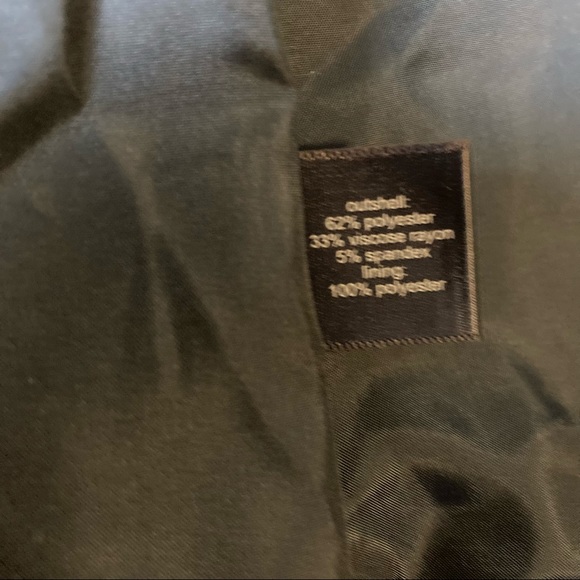 outshell:
62% polyester
33% viscose rayon
5% spandex
lining:
100% polyester